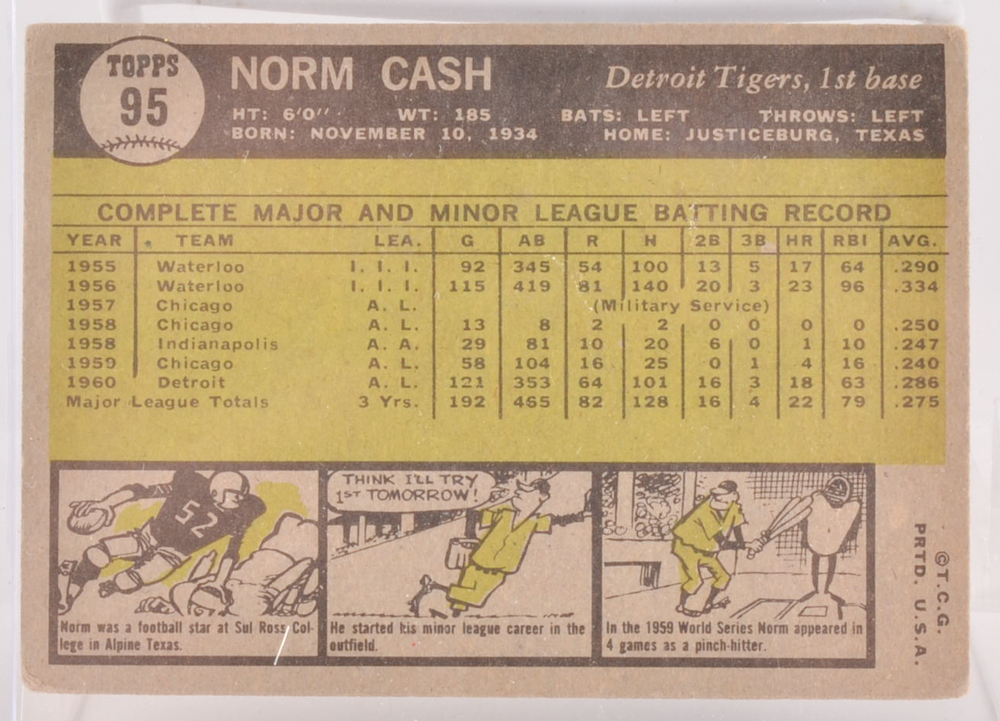 TOPPS
95
NORM CASH Detroit Tigers, 1st base
HT: 6'0" WT: 185 BATS: LEFT THROWS: LEFT
BORN: NOVEMBER 10, 1934 HOME: JUSTICEBURG, TEXAS
COMPLETE MAJOR AND MINOR LEAGUE BATTING RECORD
YEAR TEAM LEA. G AB R H 2B 3B HR RBI AVG.
1955 Waterloo I. I. I. 92 345 54 100 13 5 17 64 .290
1956 Waterloo I. I. I. 115 419 81 140 20 3 23 96 .334
1957 Chicago A. L. (Military Service)
1958 Chicago A. L. 13 8 2 2 0 0 0 0 .250
1958 Indianapolis A. A. 29 81 10 20 6 0 1 10 .247
1959 Chicago A. L. 58 104 16 25 0 1 4 16 .240
1960 Detroit A. L. 121 353 64 101 16 3 18 63 .286
Major League Totals 3 Yrs. 192 465 82 128 16 4 22 79 .275
52
Norm was a football star at Sul Ross Col-
lege in Alpine Texas.
THINK I'LL TRY
1ST TOMORROW!
He started his minor league career in the
outfield.
In the 1959 World Series Norm appeared in
4 games as a pinch-hitter.
©T.C.G.
PRTD. U.S.A.